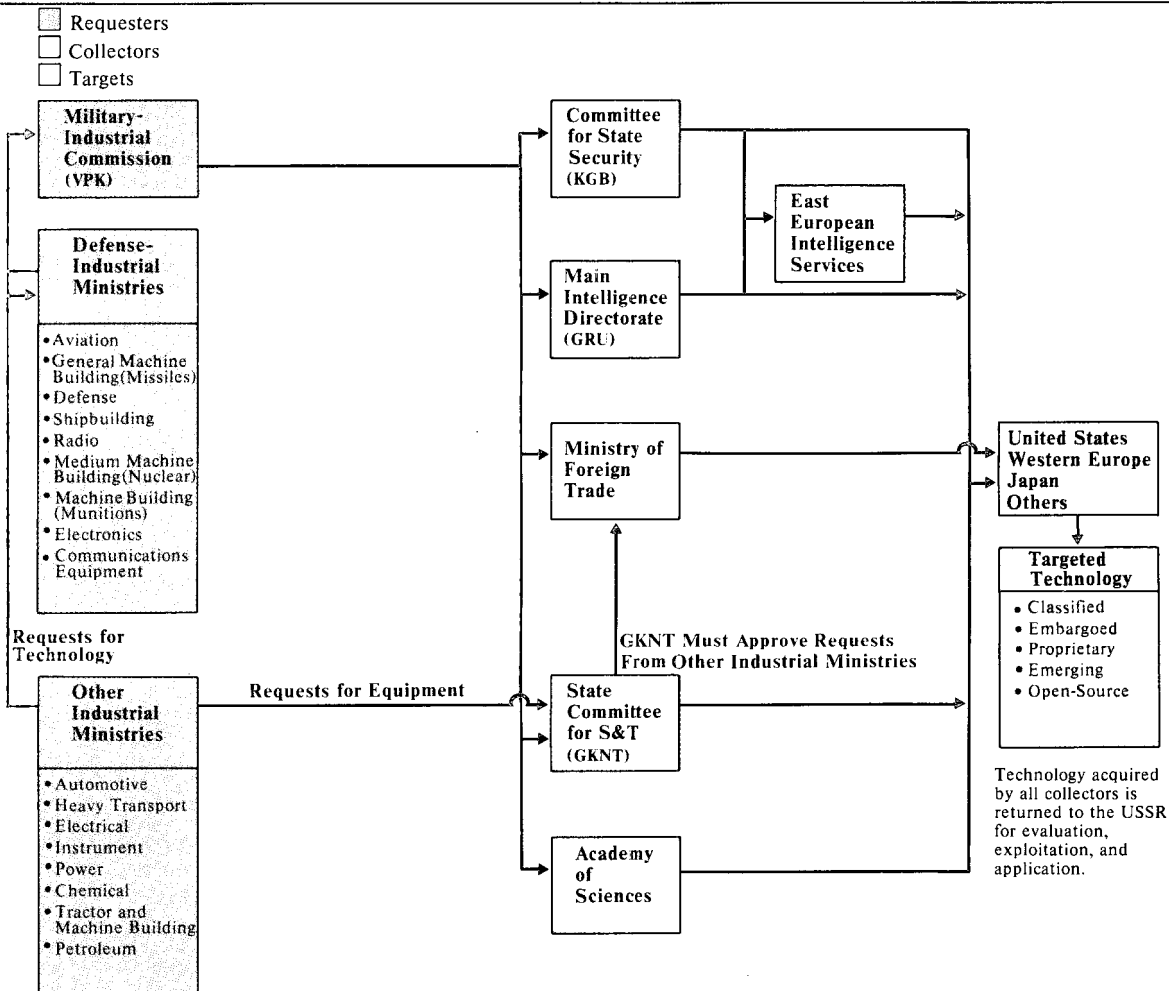 Requesters
Collectors
Targets
Military-
Industrial
Commission
(VPK)
Defense-
Industrial
Ministries
• Aviation
• General Machine
Building(Missiles)
• Defense
• Shipbuilding
• Radio
• Medium Machine
Building(Nuclear)
• Machine Building
(Munitions)
• Electronics
• Communications
Equipment
Requests for
Technology
Other
Industrial
Ministries
• Automotive
• Heavy Transport
• Electrical
• Instrument
• Power
• Chemical
• Tractor and
Machine Building
• Petroleum
Requests for Equipment
Committee
for State
Security
(KGB)
East
European
Intelligence
Services
Main
Intelligence
Directorate
(GRU)
Ministry of
Foreign
Trade
GKNT Must Approve Requests
From Other Industrial Ministries
State
Committee
for S&T
(GKNT)
Academy
of
Sciences
United States
Western Europe
Japan
Others
Targeted
Technology
• Classified
• Embargoed
• Proprietary
• Emerging
• Open-Source
Technology acquired
by all collectors is
returned to the USSR
for evaluation,
exploitation, and
application.